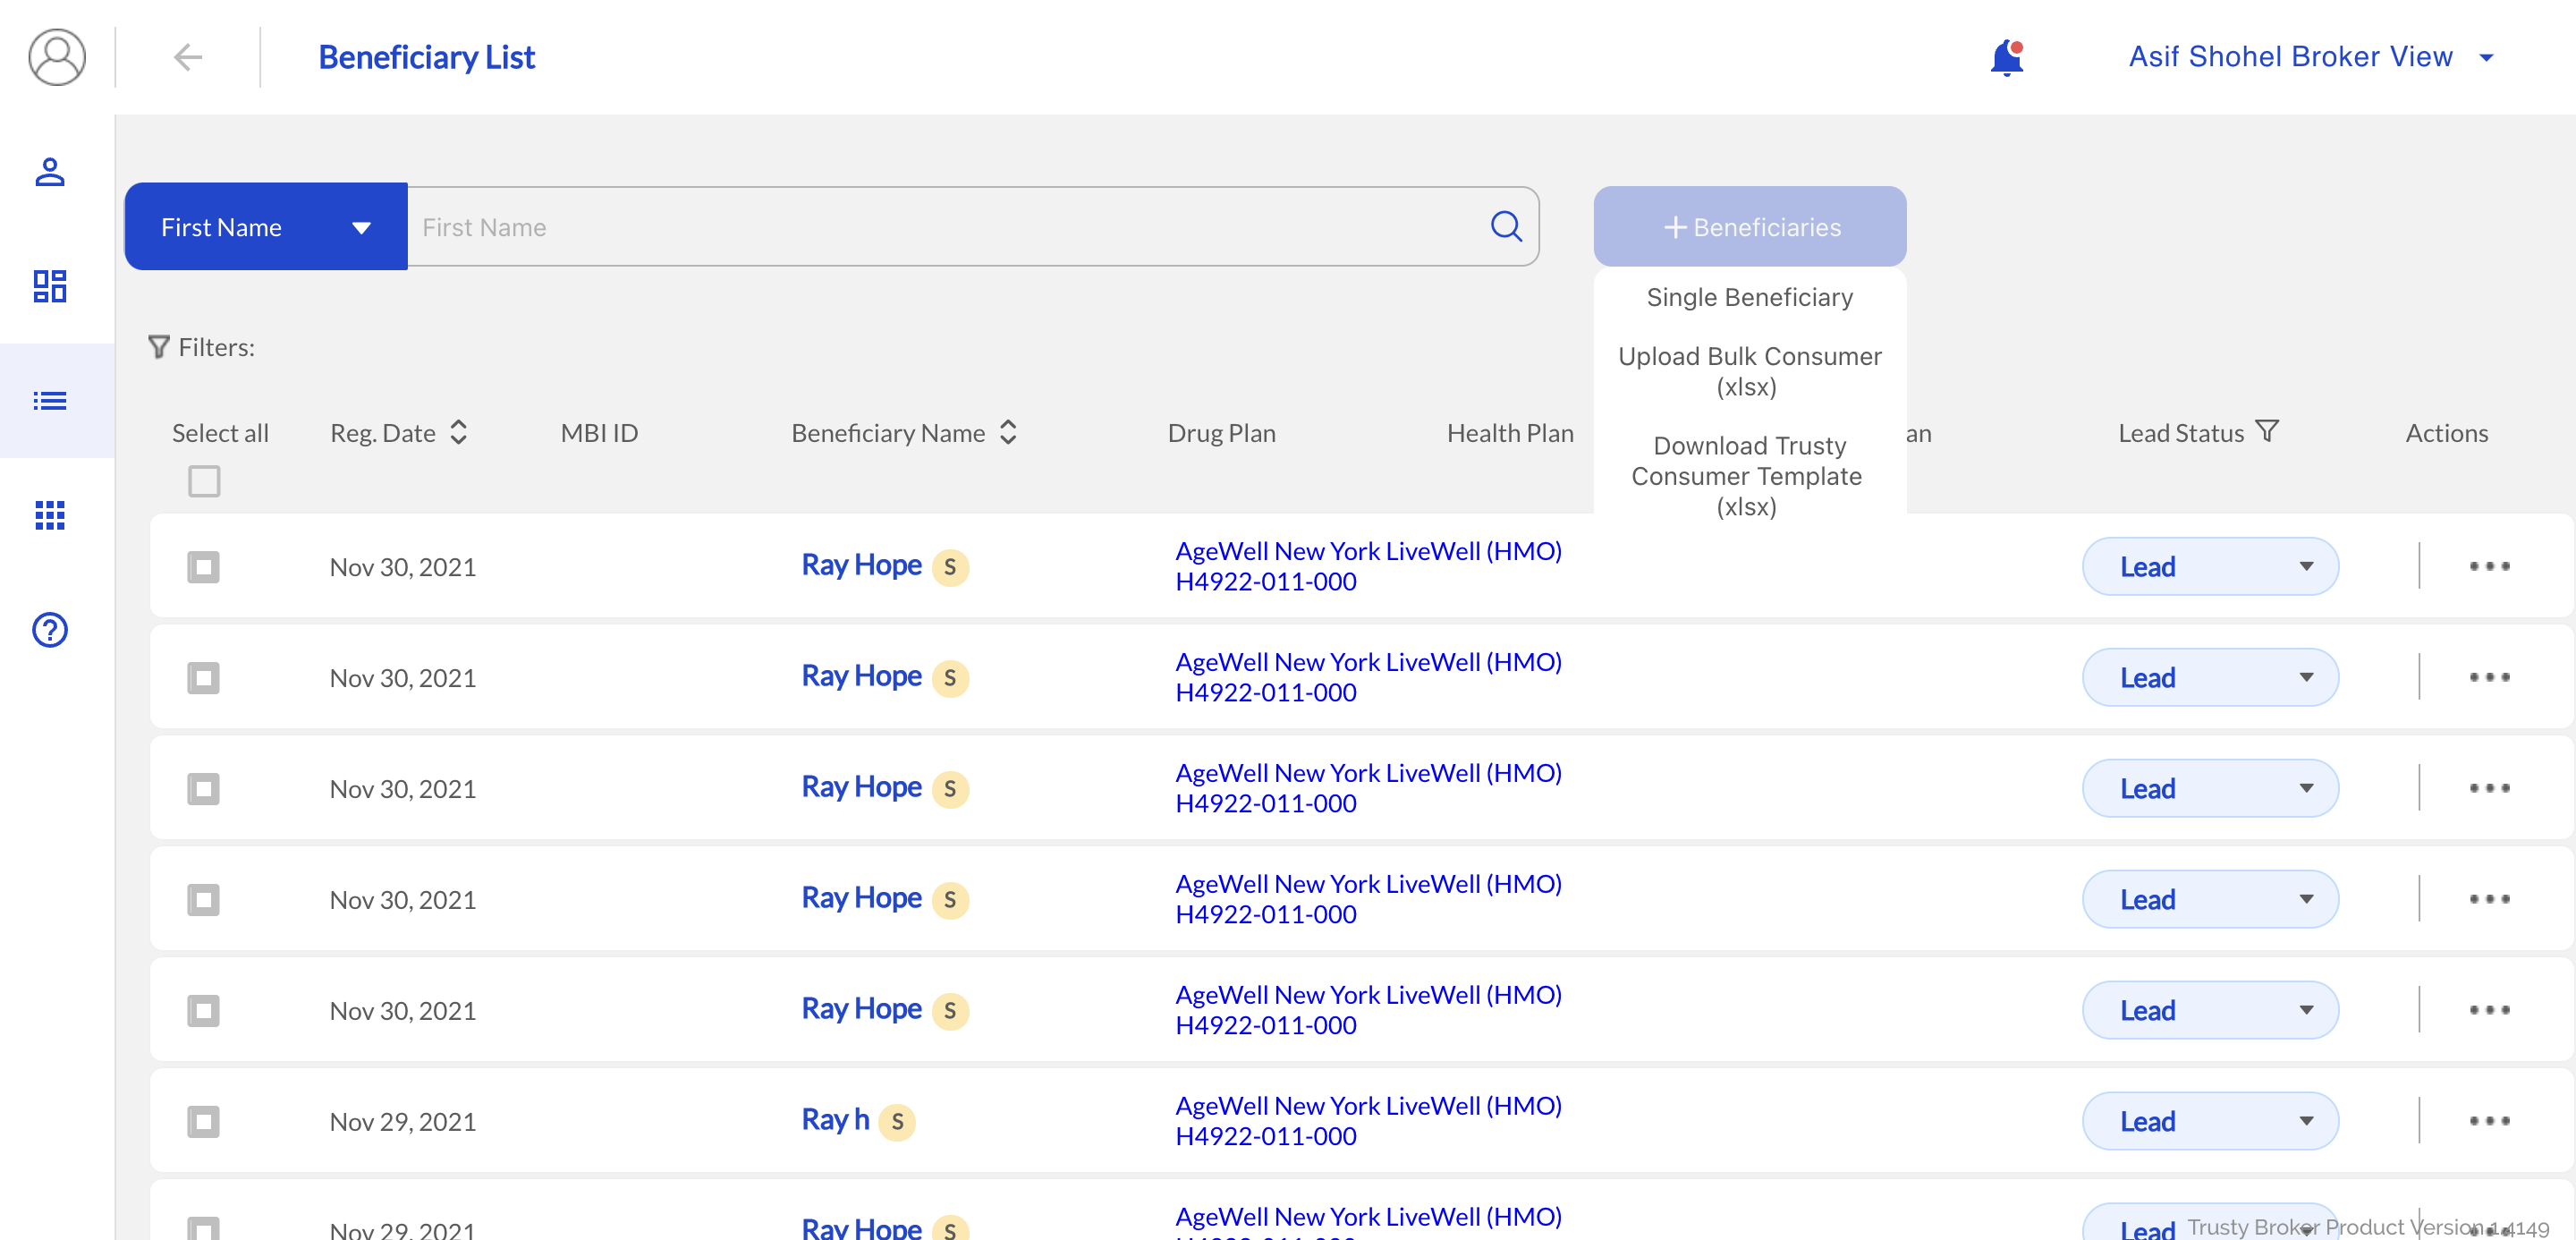 Beneficiary List
Asif Shohel Broker View
First Name
First Name
+ Beneficiaries
Single Beneficiary
Upload Bulk Consumer
(xlsx)
Download Trusty
Consumer Template
(xlsx)
Filters:
Select all Reg. Date MBI ID Beneficiary Name Drug Plan Health Plan an Lead Status Actions
Nov 30, 2021 Ray Hope S AgeWell New York LiveWell (HMO) Lead
H4922-011-000
Nov 30, 2021 Ray Hope S AgeWell New York LiveWell (HMO) Lead
H4922-011-000
Nov 30, 2021 Ray Hope S AgeWell New York LiveWell (HMO) Lead
H4922-011-000
Nov 30, 2021 Ray Hope S AgeWell New York LiveWell (HMO) Lead
H4922-011-000
Nov 30, 2021 Ray Hope S AgeWell New York LiveWell (HMO) Lead
H4922-011-000
Nov 29, 2021 Ray h S AgeWell New York LiveWell (HMO) Lead
H4922-011-000
Nov 29, 2021 Ray Hope S AgeWell New York LiveWell (HMO) Lead
Trusty Broker Product Version 1.4149